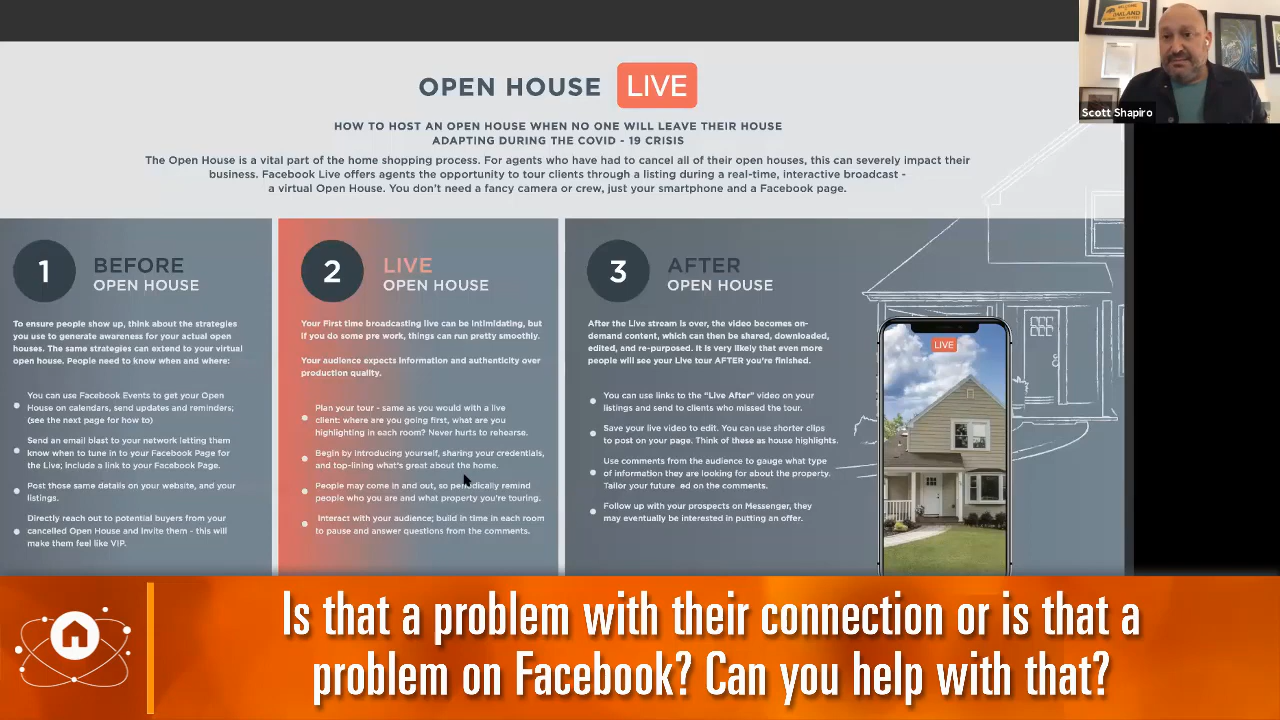 WELCOME
OAKLAND
Scott Shapiro
OPEN HOUSE LIVE
HOW TO HOST AN OPEN HOUSE WHEN NO ONE WILL LEAVE THEIR HOUSE
ADAPTING DURING THE COVID - 19 CRISIS
The Open House is a vital part of the home shopping process. For agents who have had to cancel all of their open houses, this can severely impact their
business. Facebook Live offers agents the opportunity to tour clients through a listing during a real-time, interactive broadcast -
a virtual Open House. You don't need a fancy camera or crew, just your smartphone and a Facebook page.
1
BEFORE
OPEN HOUSE
To ensure people show up, think about the strategies
you use to generate awareness for your actual open
houses. The same strategies can extend to your virtual
open house. People need to know when and where:
You can use Facebook Events to get your Open
House on calendars, send updates and reminders;
(see the next page for how to)
Send an email blast to your network letting them
know when to tune in to your Facebook Page for
the Live; include a link to your Facebook Page.
Post those same details on your website, and your
listings.
Directly reach out to potential buyers from your
cancelled Open House and invite them - this will
make them feel like VIP.
2
LIVE
OPEN HOUSE
Your First time broadcasting live can be intimidating, but
if you do some pre work, things can run pretty smoothly.
Your audience expects information and authenticity over
production quality.
Plan your tour - same as you would with a live
client: where are you going first, what are you
highlighting in each room? Never hurts to rehearse.
Begin by introducing yourself, sharing your credentials,
and top-lining what's great about the home.
People may come in and out, so periodically remind
people who you are and what property you're touring.
Interact with your audience; build in time in each room
to pause and answer questions from the comments.
3
AFTER
OPEN HOUSE
After the Live stream is over, the video becomes on-
demand content, which can then be shared, downloaded,
edited, and re-purposed. It is very likely that even more
people will see your Live tour AFTER you're finished.
You can use links to the "Live After" video on your
listings and send to clients who missed the tour.
Save your live video to edit. You can use shorter clips
to post on your page. Think of these as house highlights.
Use comments from the audience to gauge what type
of information they are looking for about the property.
Tailor your future ed on the comments.
Follow up with your prospects on Messenger, they
may eventually be interested in putting an offer.
LIVE
Is that a problem with their connection or is that a
problem on Facebook? Can you help with that?